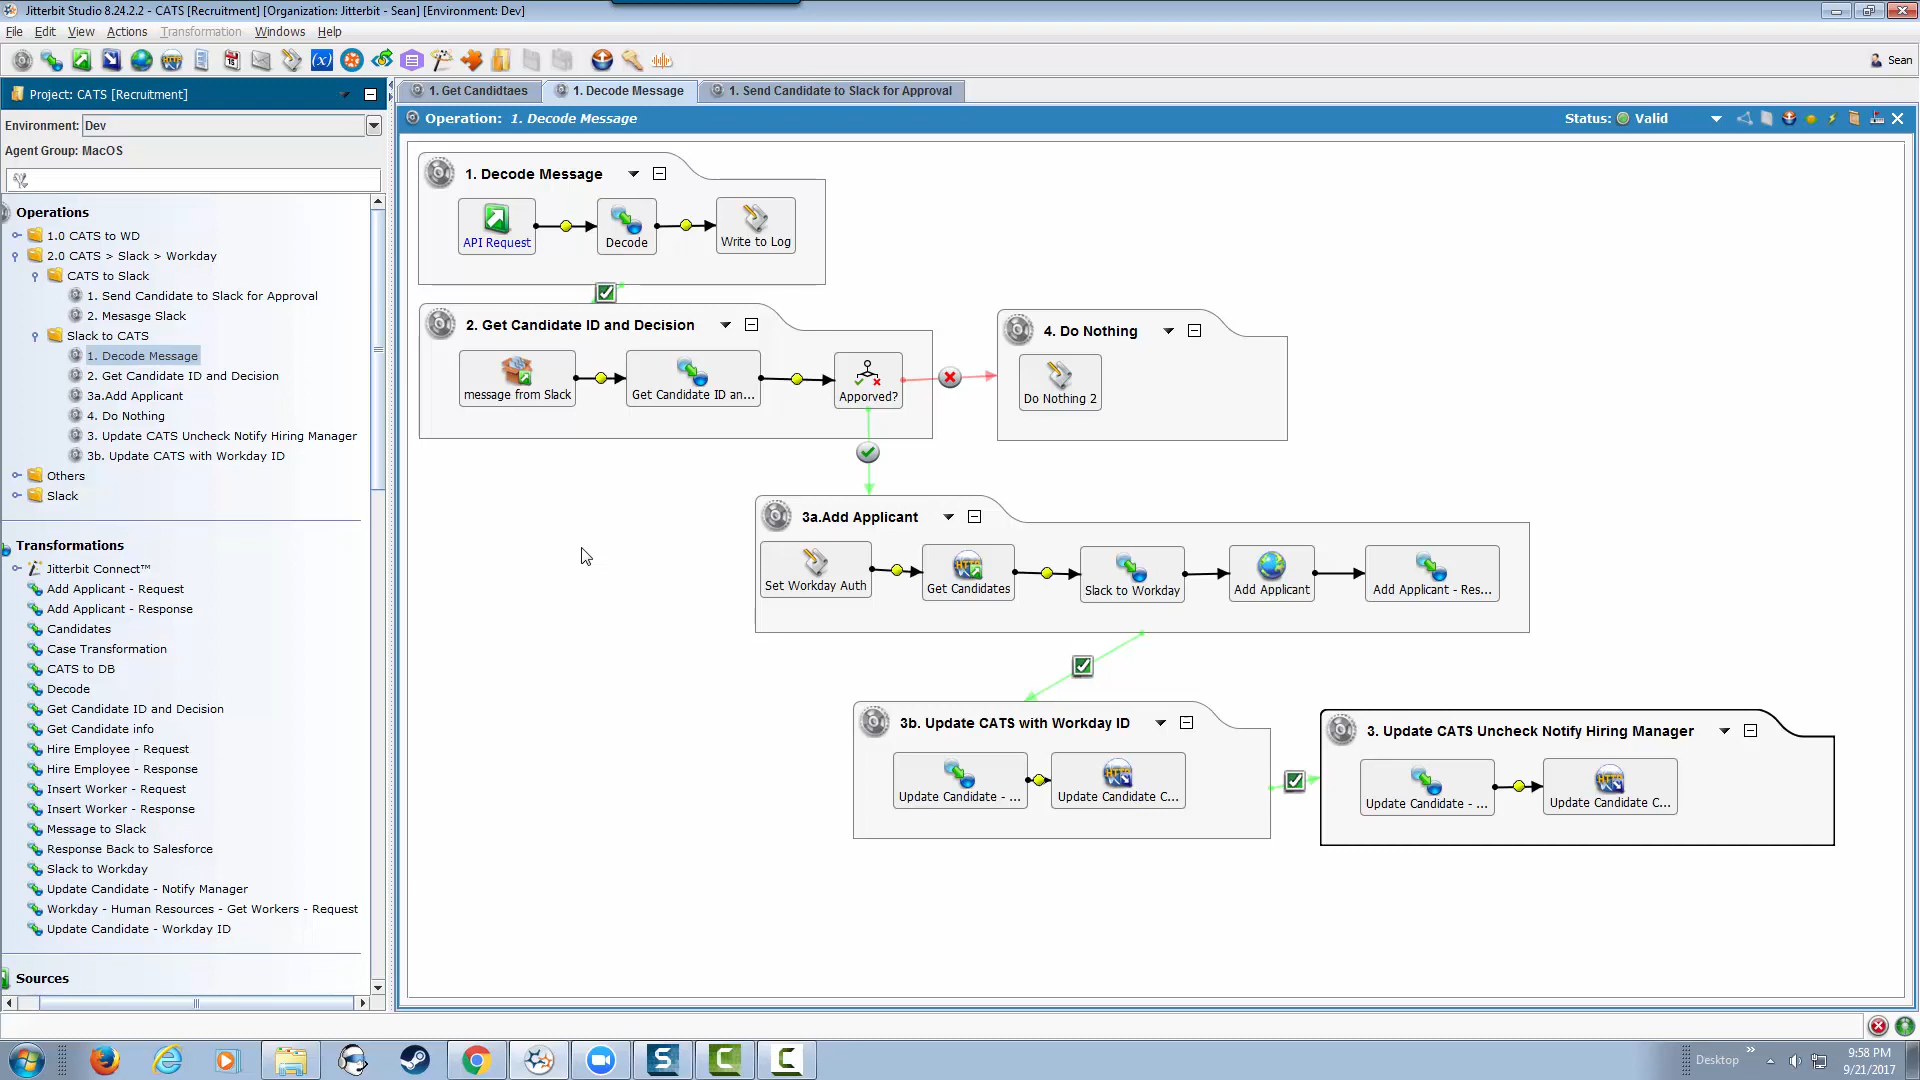 Jitterbit Studio 8.24.2.2 - CATS [Recruitment] [Organization: Jitterbit - Sean] [Environment: Dev]
File Edit View Actions Transformation Windows Help
Sean
Project: CATS [Recruitment]
Environment: Dev
Agent Group: MacOS
Operations
1.0 CATS to WD
2.0 CATS > Slack > Workday
CATS to Slack
1. Send Candidate to Slack for Approval
2. Mesasge Slack
Slack to CATS
1. Decode Message
2. Get Candidate ID and Decision
3a.Add Applicant
4. Do Nothing
3. Update CATS Uncheck Notify Hiring Manager
3b. Update CATS with Workday ID
Others
Slack
Transformations
Jitterbit Connect™
Add Applicant - Request
Add Applicant - Response
Candidates
Case Transformation
CATS to DB
Decode
Get Candidate ID and Decision
Get Candidate info
Hire Employee - Request
Hire Employee - Response
Insert Worker - Request
Insert Worker - Response
Message to Slack
Response Back to Salesforce
Slack to Workday
Update Candidate - Notify Manager
Workday - Human Resources - Get Workers - Request
Update Candidate - Workday ID
Sources
1. Get Candidtaes
1. Decode Message
1. Send Candidate to Slack for Approval
Operation: 1. Decode Message
Status: Valid
1. Decode Message
API Request
Decode
Write to Log
2. Get Candidate ID and Decision
message from Slack
Get Candidate ID an...
Apporved?
4. Do Nothing
Do Nothing 2
3a.Add Applicant
Set Workday Auth
Get Candidates
Slack to Workday
Add Applicant
Add Applicant - Res...
3b. Update CATS with Workday ID
Update Candidate - ...
Update Candidate C...
3. Update CATS Uncheck Notify Hiring Manager
Update Candidate - ...
Update Candidate C...
Desktop
9:58 PM
9/21/2017